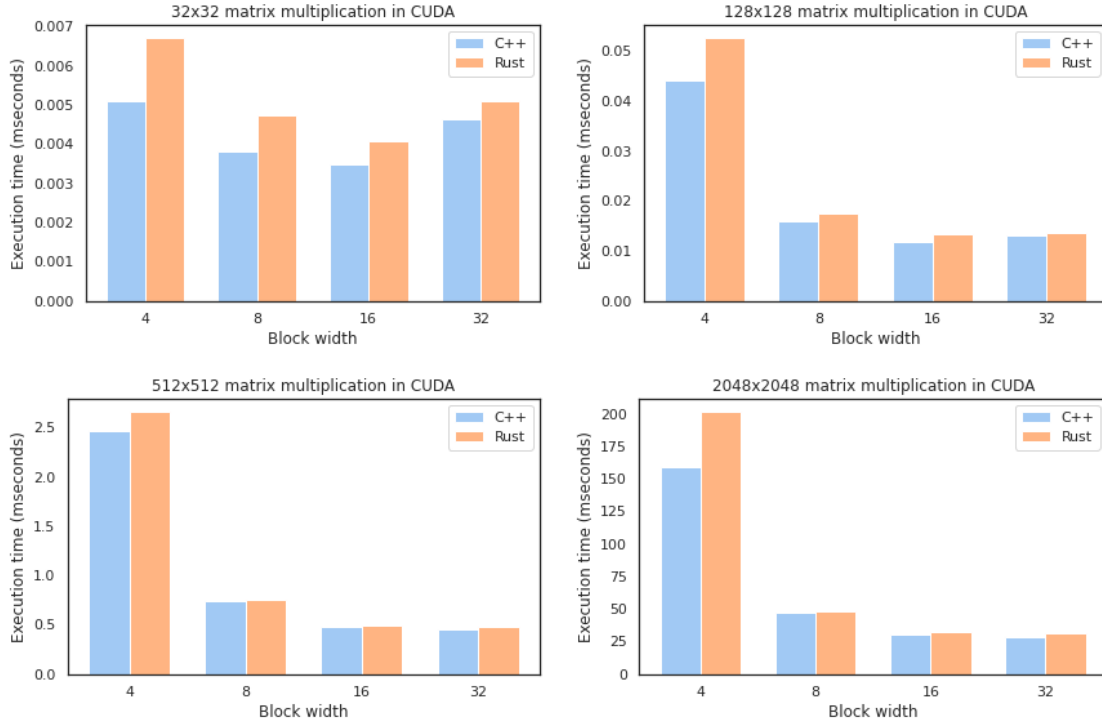 32x32 matrix multiplication in CUDA
Execution time (mseconds)
0.007
0.006
0.005
0.004
0.003
0.002
0.001
0.000
C++
Rust
4 8 16 32
Block width
128x128 matrix multiplication in CUDA
Execution time (mseconds)
0.05
0.04
0.03
0.02
0.01
0.00
C++
Rust
4 8 16 32
Block width
512x512 matrix multiplication in CUDA
Execution time (mseconds)
2.5
2.0
1.5
1.0
0.5
0.0
C++
Rust
4 8 16 32
Block width
2048x2048 matrix multiplication in CUDA
Execution time (mseconds)
200
175
150
125
100
75
50
25
0
C++
Rust
4 8 16 32
Block width